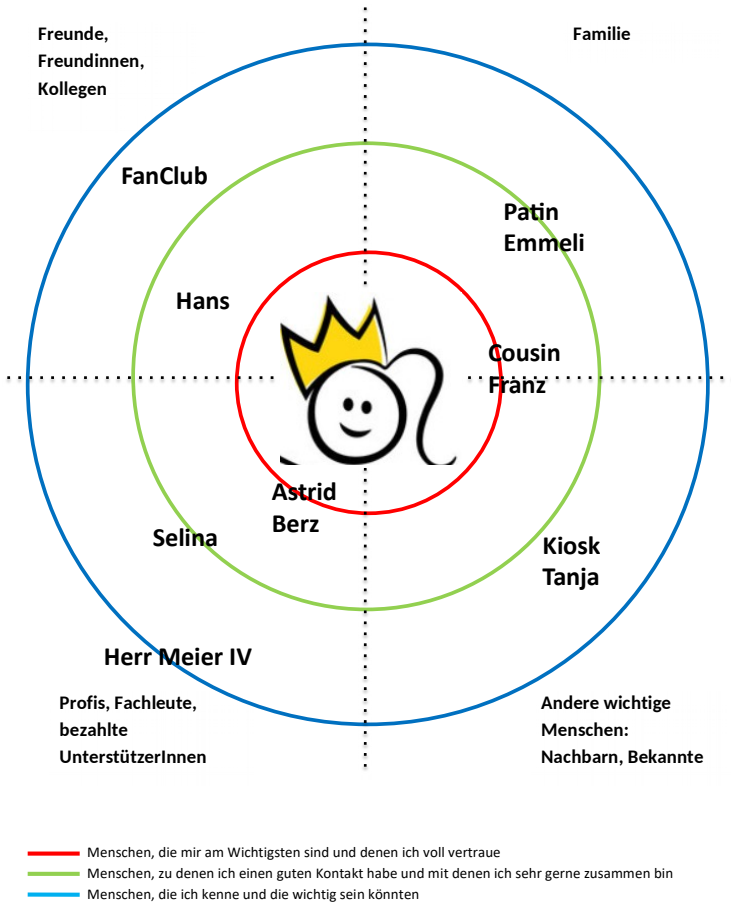 Freunde,
Freundinnen,
Kollegen
Familie
FanClub
Patin
Emmeli
Hans
Cousin
Franz
Astrid
Berz
Selina
Kiosk
Tanja
Herr Meier IV
Profis, Fachleute,
bezahlte
UnterstützerInnen
Andere wichtige
Menschen:
Nachbarn, Bekannte
Menschen, die mir am Wichtigsten sind und denen ich voll vertraue
Menschen, zu denen ich einen guten Kontakt habe und mit denen ich sehr gerne zusammen bin
Menschen, die ich kenne und die wichtig sein könnten